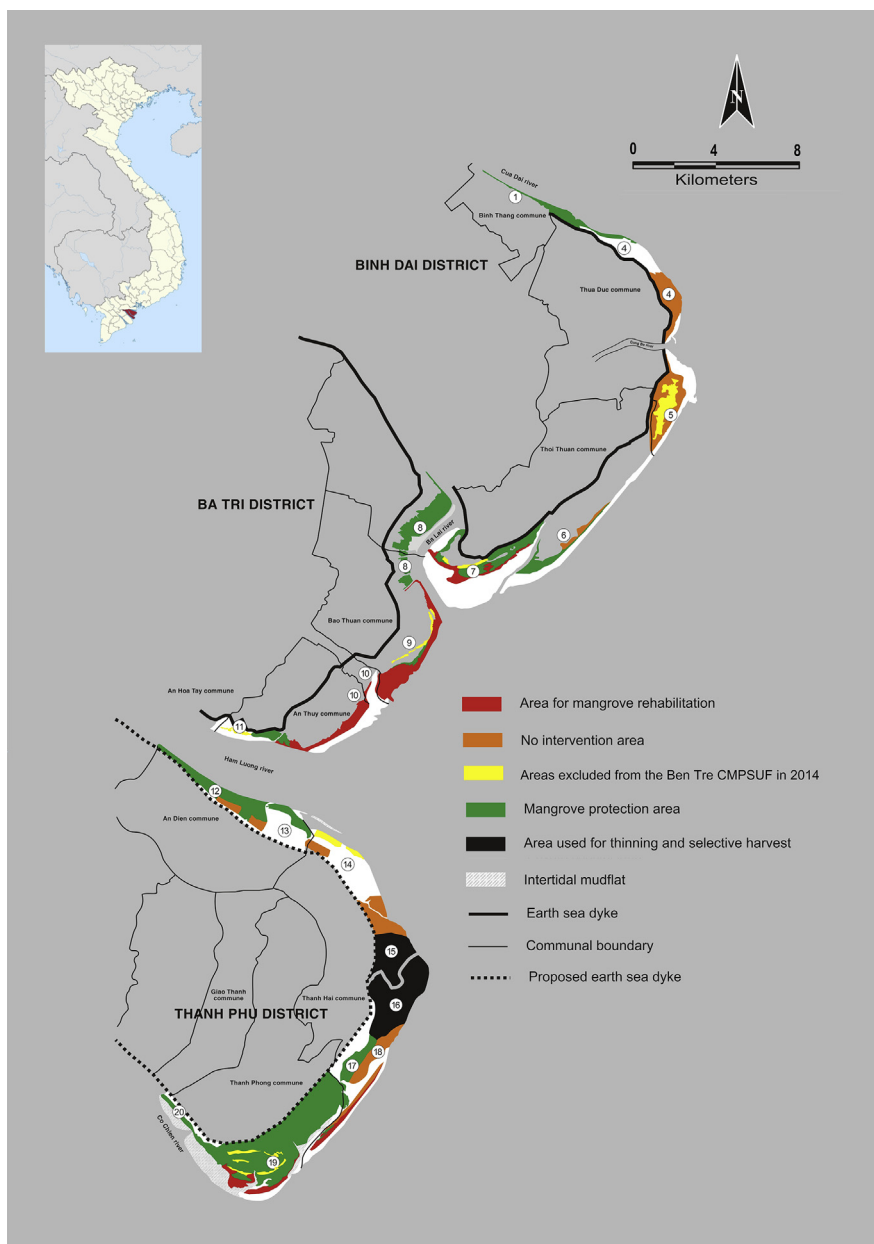 N
0 4 8
Kilometers
Cua Dai river
1
Binh Thang commune
4
BINH DAI DISTRICT
Thua Duc commune
4
5
Thoi Thuan commune
BA TRI DISTRICT
8
Ba Lai river
6
7
8
Bao Thuan commune
9
10
An Hoa Tay commune
10
An Thuy commune
11
Ham Luong river
12
An Dien commune
13
14
15
Giao Thanh
commune
Thanh Hai commune
16
THANH PHU DISTRICT
18
17
Thanh Phong commune
20
Co Chien river
19
Area for mangrove rehabilitation
No intervention area
Areas excluded from the Ben Tre CMPSUF in 2014
Mangrove protection area
Area used for thinning and selective harvest
Intertidal mudflat
Earth sea dyke
Communal boundary
Proposed earth sea dyke